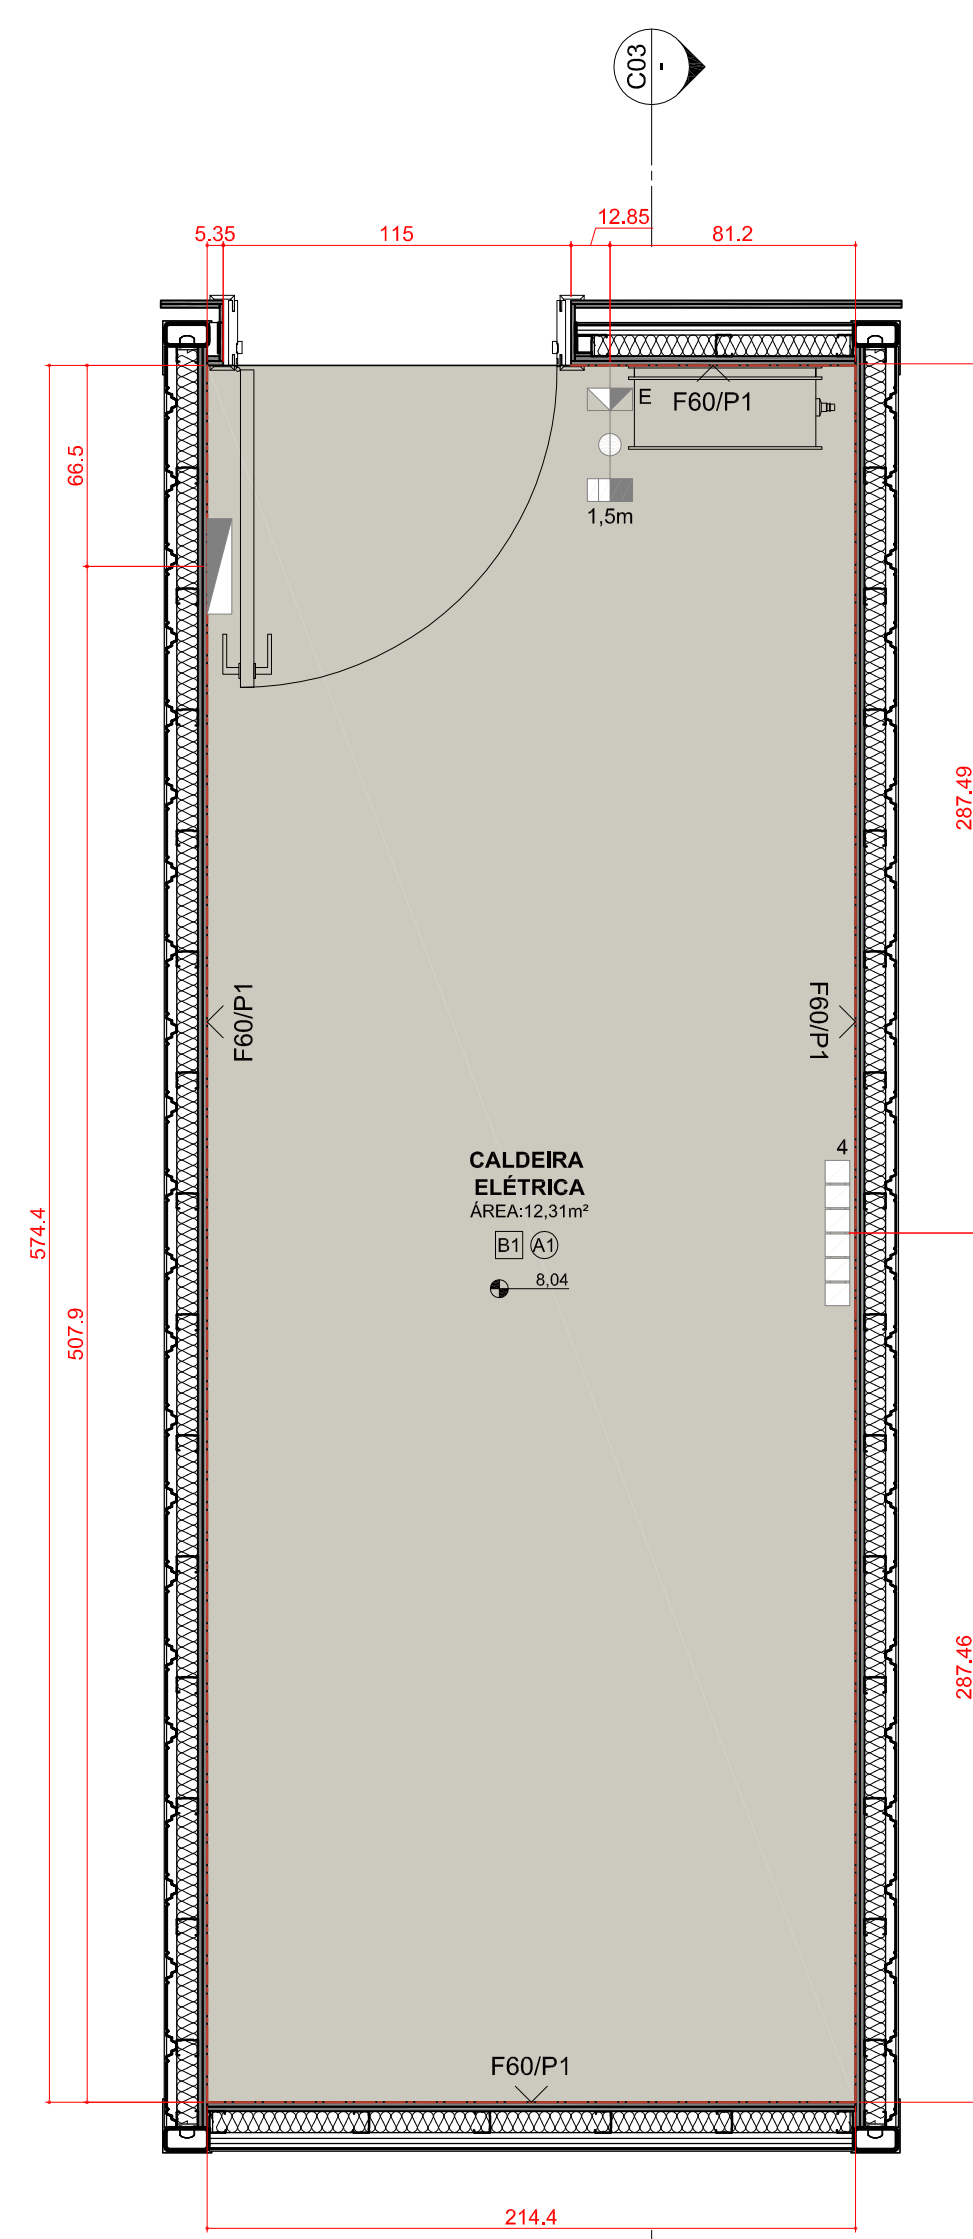 C03
-
5.35
115
12.85
81.2
E
F60/P1
1,5m
66.5
287.49
F60/P1
F60/P1
4
CALDEIRA
ELÉTRICA
ÁREA:12,31m²
B1 A1
8,04
574.4
507.9
287.46
F60/P1
214.4